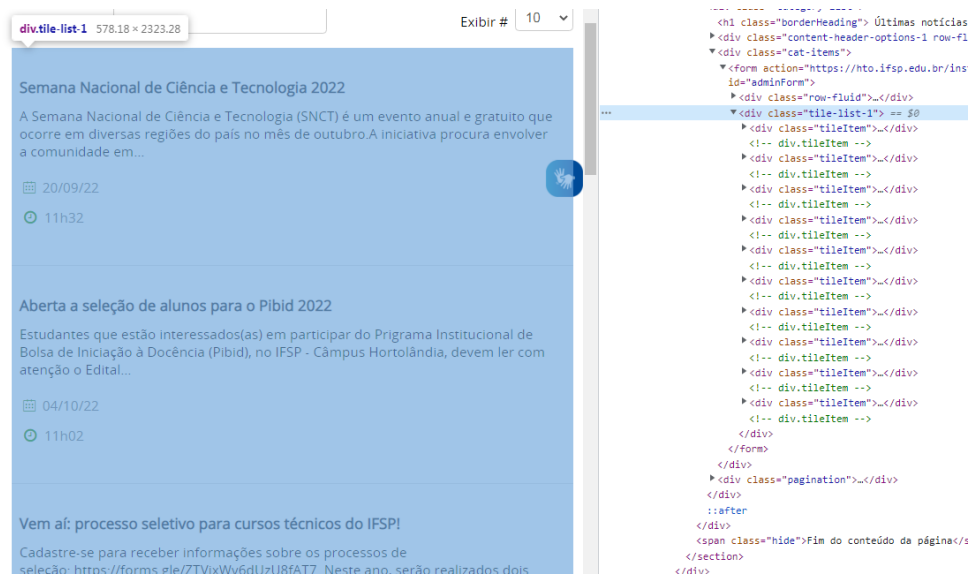 div.tile-list-1 578.18 × 2323.28
Exibir # 10
Semana Nacional de Ciência e Tecnologia 2022
A Semana Nacional de Ciência e Tecnologia (SNCT) é um evento anual e gratuito que
ocorre em diversas regiões do país no mês de outubro.A iniciativa procura envolver
a comunidade em...
20/09/22
11h32
Aberta a seleção de alunos para o Pibid 2022
Estudantes que estão interessados(as) em participar do Prigrama Institucional de
Bolsa de Iniciação à Docência (Pibid), no IFSP - Câmpus Hortolândia, devem ler com
atenção o Edital...
04/10/22
11h02
Vem aí: processo seletivo para cursos técnicos do IFSP!
Cadastre-se para receber informações sobre os processos de
seleção: Neste ano, serão realizados dois
<h1 class="borderHeading"> Últimas notícias
<div class="content-header-options-1 row-fl
<div class="cat-items">
<form action="https://hto.ifsp.edu.br/inst
id="adminForm">
<div class="row-fluid">…</div>
<div class="tile-list-1"> == $0
<div class="tileItem">…</div>
<!-- div.tileItem -->
<div class="tileItem">…</div>
<!-- div.tileItem -->
<div class="tileItem">…</div>
<!-- div.tileItem -->
<div class="tileItem">…</div>
<!-- div.tileItem -->
<div class="tileItem">…</div>
<!-- div.tileItem -->
<div class="tileItem">…</div>
<!-- div.tileItem -->
<div class="tileItem">…</div>
<!-- div.tileItem -->
<div class="tileItem">…</div>
<!-- div.tileItem -->
<div class="tileItem">…</div>
<!-- div.tileItem -->
<div class="tileItem">…</div>
<!-- div.tileItem -->
</div>
</form>
</div>
<div class="pagination">…</div>
</div>
::after
</div>
<span class="hide">Fim do conteúdo da página</s
</section>
</div>